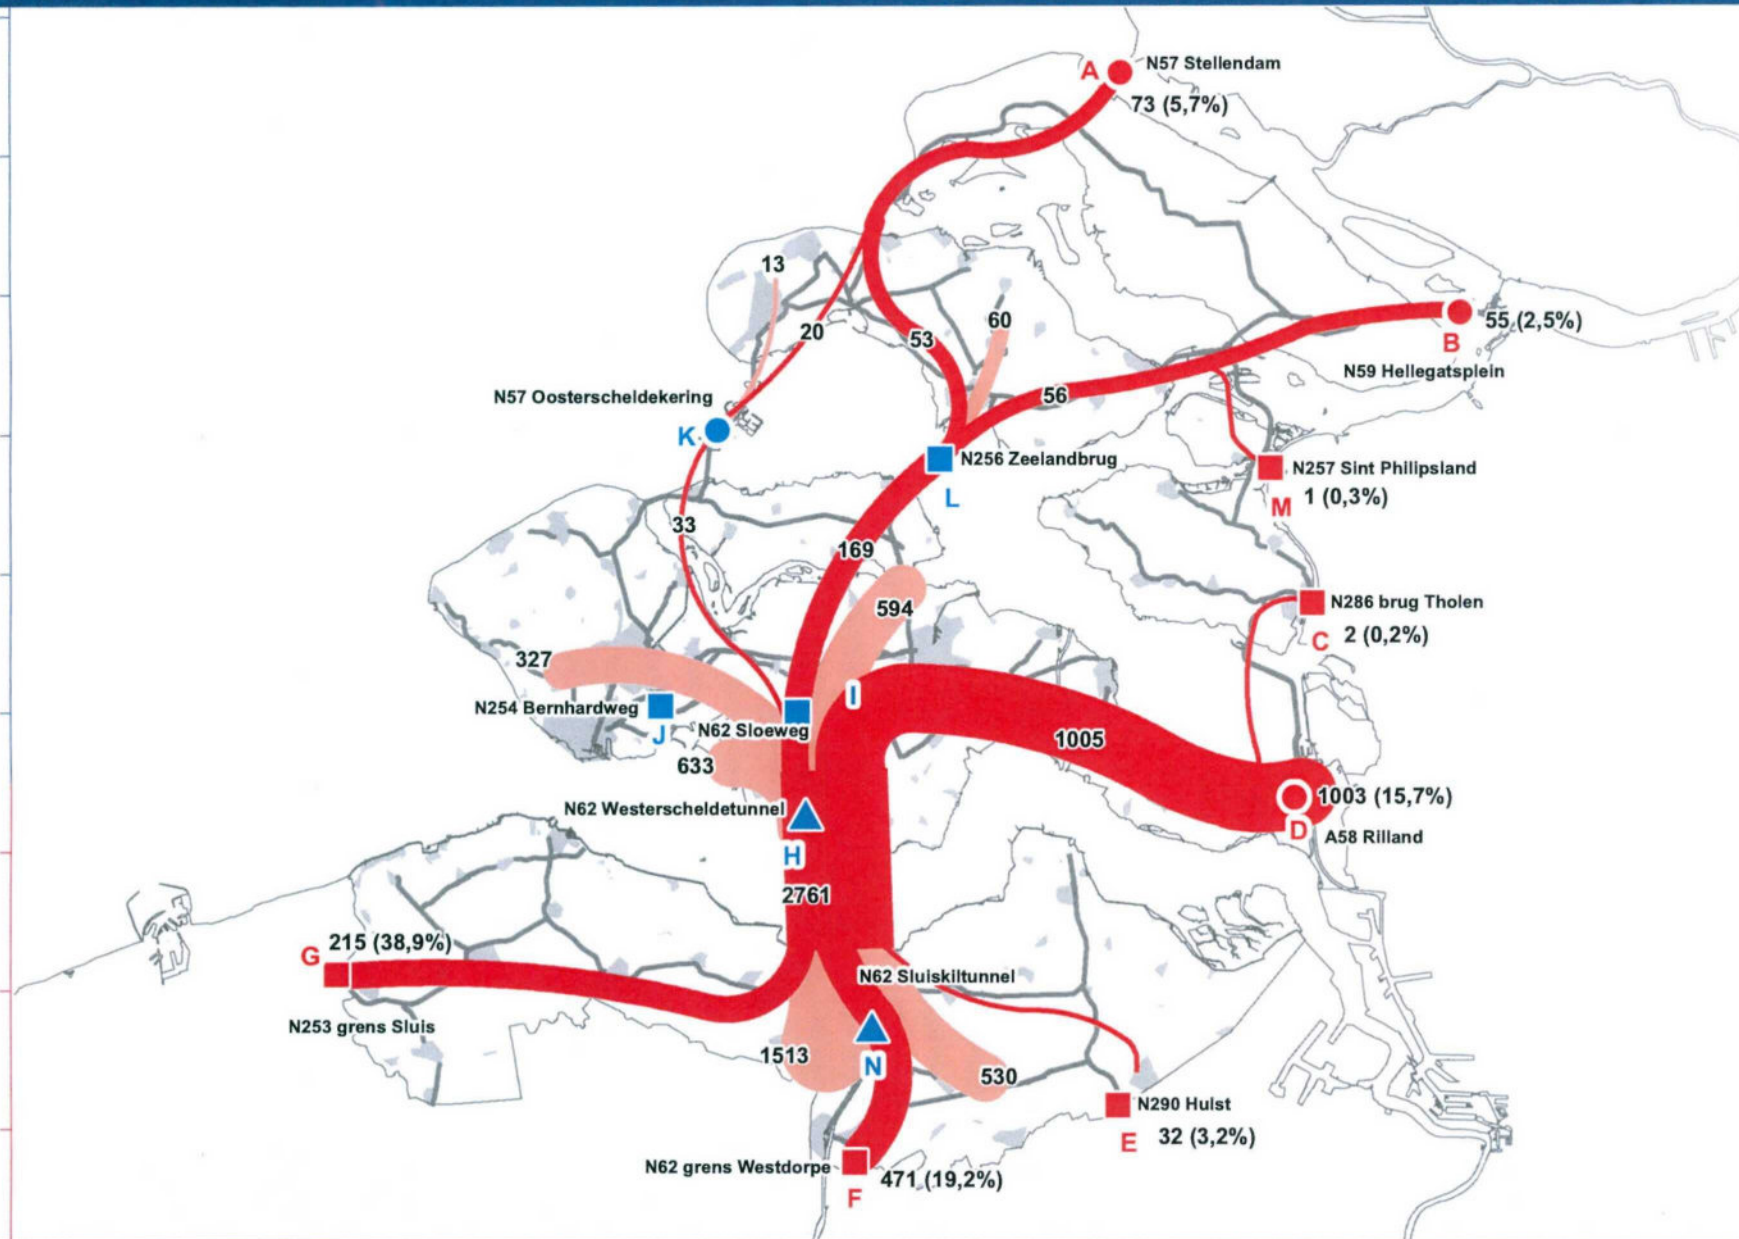 A
N57 Stellendam
73 (5,7%)
13
20
53
60
55 (2,5%)
B
N59 Hellegatsplein
56
N57 Oosterscheldekering
K
N256 Zeelandbrug
L
N257 Sint Philipsland
1 (0,3%)
M
33
169
594
N286 brug Tholen
2 (0,2%)
C
327
N254 Bernhardweg
J
I
N62 Sloeweg
633
1005
1003 (15,7%)
D
A58 Rilland
N62 Westerscheldetunnel
H
2761
G
215 (38,9%)
N253 grens Sluis
N62 Sluiskiltunnel
1513
N
530
N290 Hulst
E
32 (3,2%)
N62 grens Westdorpe
471 (19,2%)
F